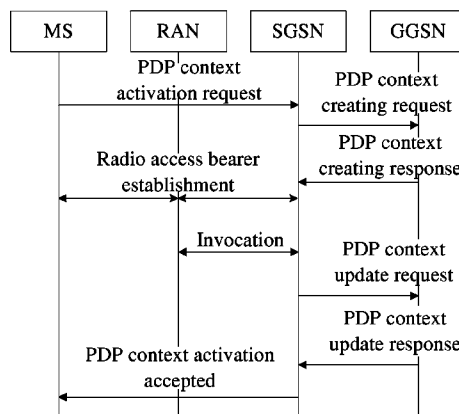 MS
RAN
SGSN
GGSN
PDP context
activation request
PDP context
creating request
PDP context
creating response
Radio access bearer
establishment
Invocation
PDP context
update request
PDP context
update response
PDP context activation
accepted